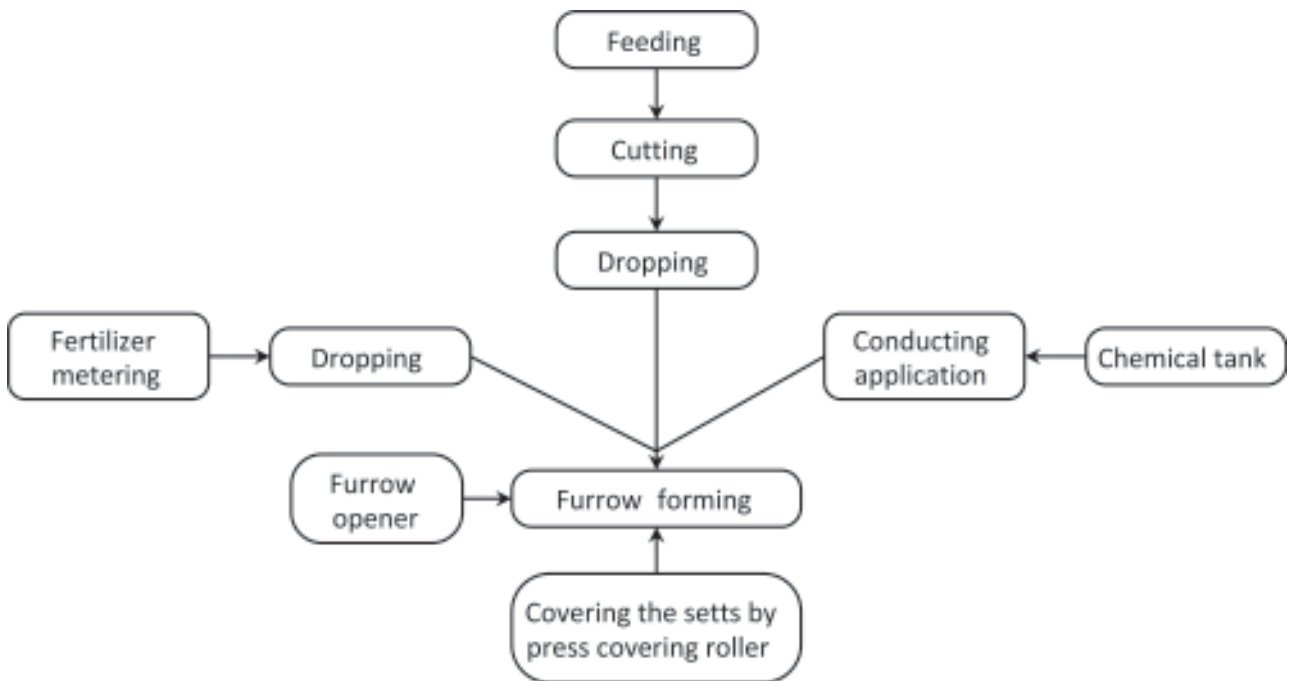 Feeding
Cutting
Dropping
Fertilizer
metering
Dropping
Conducting
application
Chemical tank
Furrow
opener
Furrow forming
Covering the setts by
press covering roller